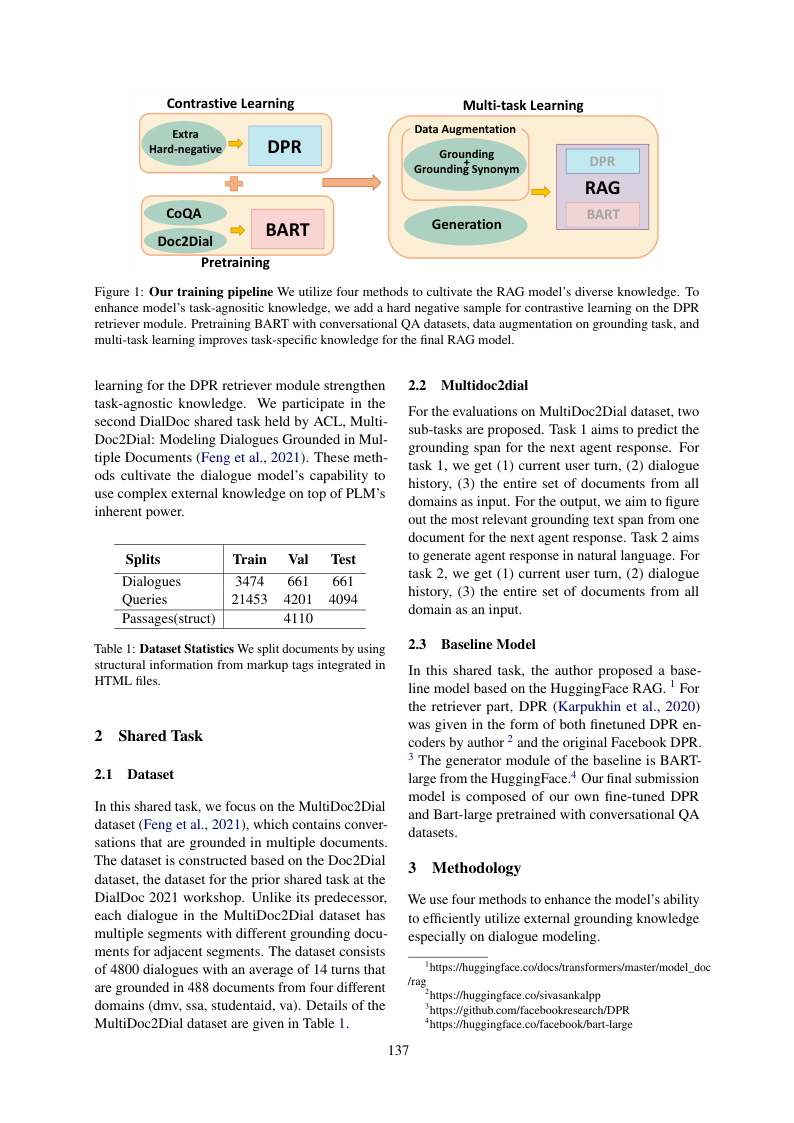 Contrastive Learning
Multi-task Learning
Extra
Hard-negative
DPR
CoQA
Doc2Dial
BART
Pretraining
Data Augmentation
Grounding
+
Grounding Synonym
Generation
DPR
RAG
BART
Figure 1: Our training pipeline We utilize four methods to cultivate the RAG model's diverse knowledge. To
enhance model's task-agnositic knowledge, we add a hard negative sample for contrastive learning on the DPR
retriever module. Pretraining BART with conversational QA datasets, data augmentation on grounding task, and
multi-task learning improves task-specific knowledge for the final RAG model.
learning for the DPR retriever module strengthen
task-agnostic knowledge. We participate in the
second DialDoc shared task held by ACL, Multi-
Doc2Dial: Modeling Dialogues Grounded in Mul-
tiple Documents (Feng et al., 2021). These meth-
ods cultivate the dialogue model's capability to
use complex external knowledge on top of PLM's
inherent power.
Splits Train Val Test
Dialogues 3474 661 661
Queries 21453 4201 4094
Passages(struct) 4110
Table 1: Dataset Statistics We split documents by using
structural information from markup tags integrated in
HTML files.
2 Shared Task
2.1 Dataset
In this shared task, we focus on the MultiDoc2Dial
dataset (Feng et al., 2021), which contains conver-
sations that are grounded in multiple documents.
The dataset is constructed based on the Doc2Dial
dataset, the dataset for the prior shared task at the
DialDoc 2021 workshop. Unlike its predecessor,
each dialogue in the MultiDoc2Dial dataset has
multiple segments with different grounding docu-
ments for adjacent segments. The dataset consists
of 4800 dialogues with an average of 14 turns that
are grounded in 488 documents from four different
domains (dmv, ssa, studentaid, va). Details of the
MultiDoc2Dial dataset are given in Table 1.
2.2 Multidoc2dial
For the evaluations on MultiDoc2Dial dataset, two
sub-tasks are proposed. Task 1 aims to predict the
grounding span for the next agent response. For
task 1, we get (1) current user turn, (2) dialogue
history, (3) the entire set of documents from all
domains as input. For the output, we aim to figure
out the most relevant grounding text span from one
document for the next agent response. Task 2 aims
to generate agent response in natural language. For
task 2, we get (1) current user turn, (2) dialogue
history, (3) the entire set of documents from all
domain as an input.
2.3 Baseline Model
In this shared task, the author proposed a base-
line model based on the HuggingFace RAG. 1 For
the retriever part, DPR (Karpukhin et al., 2020)
was given in the form of both finetuned DPR en-
coders by author 2 and the original Facebook DPR.
3 The generator module of the baseline is BART-
large from the HuggingFace.4 Our final submission
model is composed of our own fine-tuned DPR
and Bart-large pretrained with conversational QA
datasets.
3 Methodology
We use four methods to enhance the model's ability
to efficiently utilize external grounding knowledge
especially on dialogue modeling.
1https://huggingface.co/docs/transformers/master/model_doc
/rag
2https://huggingface.co/sivasankalpp
3https://github.com/facebookresearch/DPR
4https://huggingface.co/facebook/bart-large
137